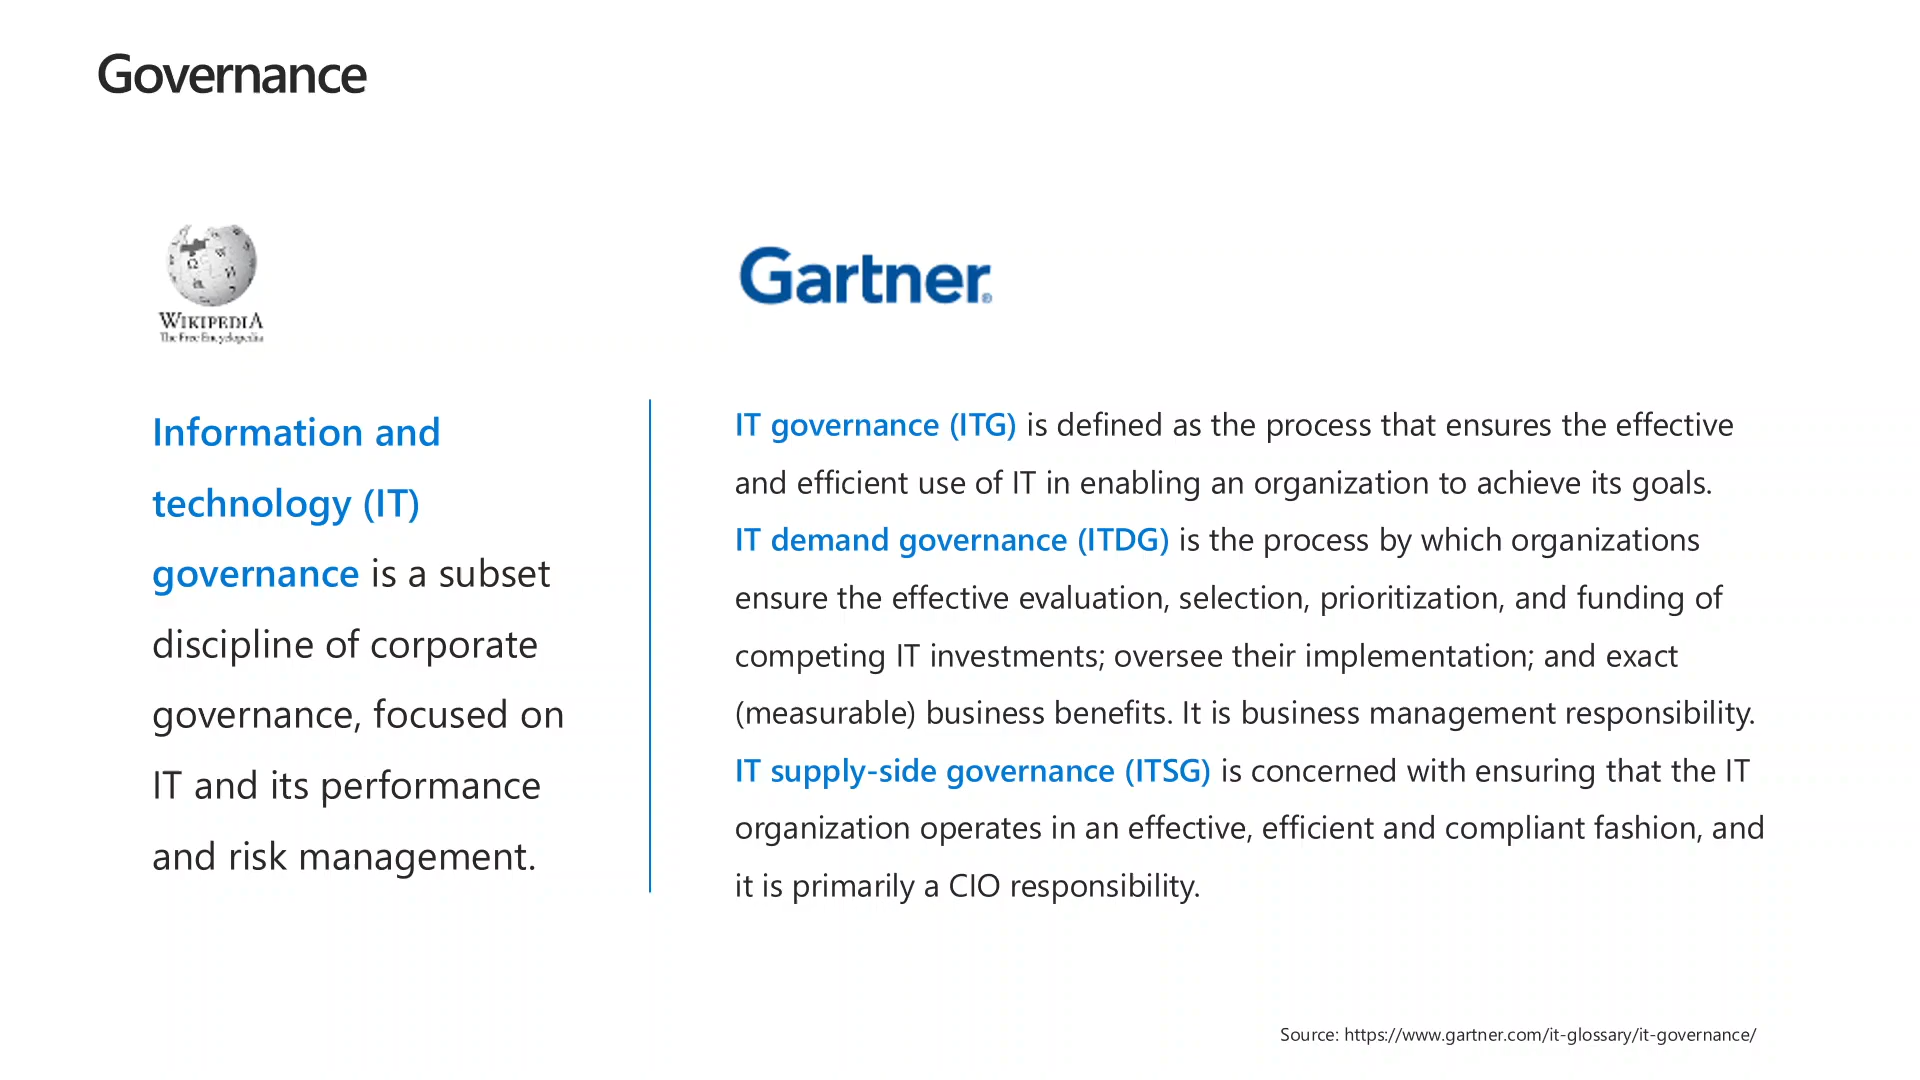 Governance
WIKIPEDIA
The Free Encyclopedia
Information and
technology (IT)
governance is a subset
discipline of corporate
governance, focused on
IT and its performance
and risk management.
Gartner®
IT governance (ITG) is defined as the process that ensures the effective
and efficient use of IT in enabling an organization to achieve its goals.
IT demand governance (ITDG) is the process by which organizations
ensure the effective evaluation, selection, prioritization, and funding of
competing IT investments; oversee their implementation; and exact
(measurable) business benefits. It is business management responsibility.
IT supply-side governance (ITSG) is concerned with ensuring that the IT
organization operates in an effective, efficient and compliant fashion, and
it is primarily a CIO responsibility.
Source: https://www.gartner.com/it-glossary/it-governance/